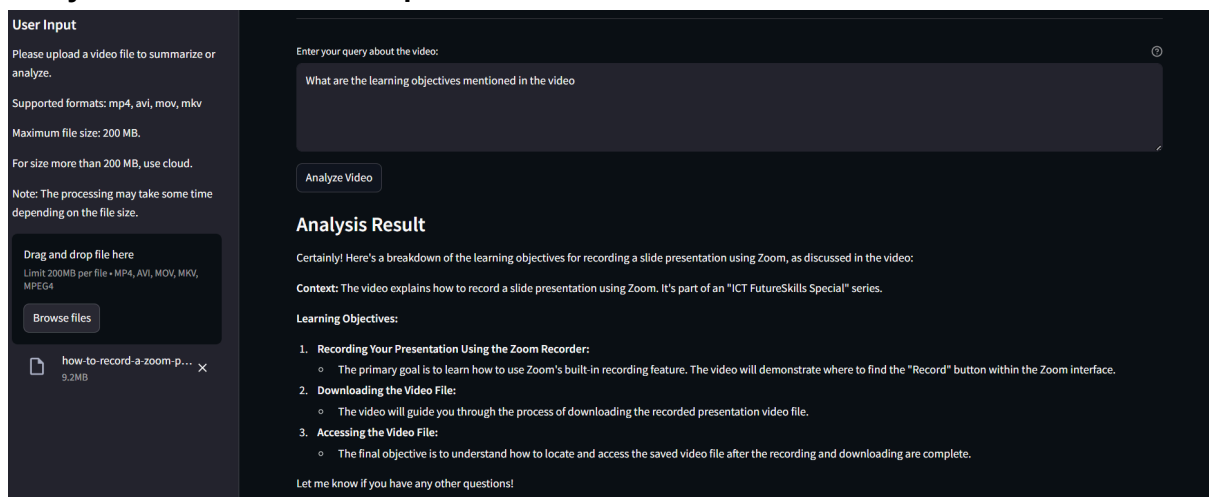 User Input
Please upload a video file to summarize or
analyze.
Supported formats: mp4, avi, mov, mkv
Maximum file size: 200 MB.
For size more than 200 MB, use cloud.
Note: The processing may take some time
depending on the file size.
Drag and drop file here
Limit 200MB per file • MP4, AVI, MOV, MKV,
MPEG4
Browse files
how-to-record-a-zoom-p...
9.2MB
Enter your query about the video:
What are the learning objectives mentioned in the video
Analyze Video
Analysis Result
Certainly! Here's a breakdown of the learning objectives for recording a slide presentation using Zoom, as discussed in the video:
Context: The video explains how to record a slide presentation using Zoom. It's part of an "ICT FutureSkills Special" series.
Learning Objectives:
1. Recording Your Presentation Using the Zoom Recorder:
◦ The primary goal is to learn how to use Zoom's built-in recording feature. The video will demonstrate where to find the "Record" button within the Zoom interface.
2. Downloading the Video File:
◦ The video will guide you through the process of downloading the recorded presentation video file.
3. Accessing the Video File:
◦ The final objective is to understand how to locate and access the saved video file after the recording and downloading are complete.
Let me know if you have any other questions!